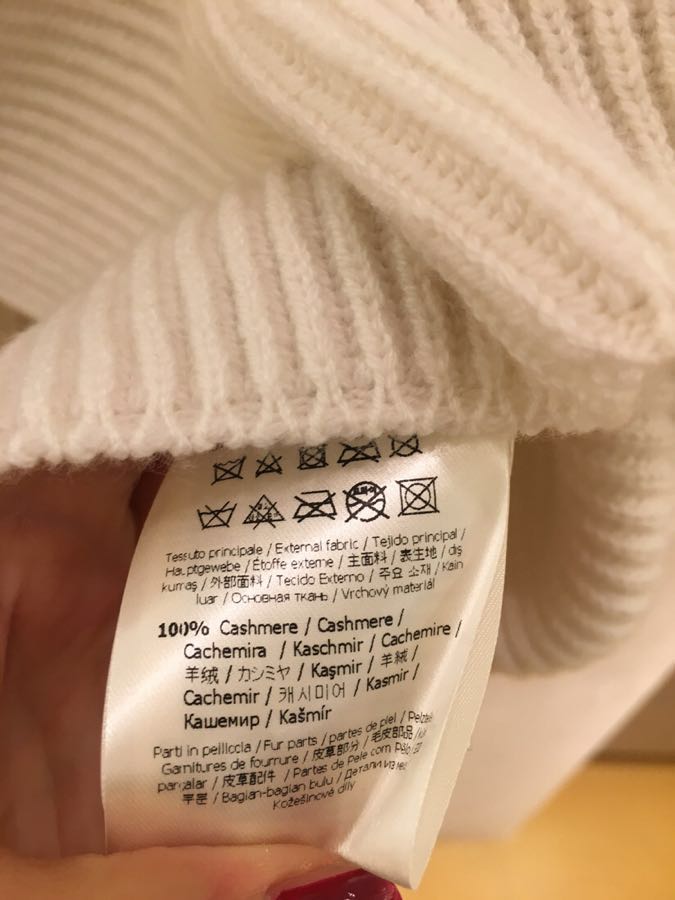 Tessuto principale / External fabric / Tejido principal /
Hauptgewebe / Étoffe externe / 主面料 / 表生地 / dış
kumaş / 外部面料 / Tecido Externo / 주요 소재 / Kain
luar / Основная ткань / Vrchový materiál
100% Cashmere / Cashmere /
Cachemira / Kaschmir / Cachemire /
羊绒 / カシミヤ / Kaşmir / 羊絨 /
Cachemir / 캐시미어 / Kasmir /
Кашемир / Kašmír
Parti in pelliccia / Fur parts / partes de piel /
Garnitures de fourrure / 皮草部分 / 毛皮部品 /
parçalar / 皮草配件 / Partes de Pele com Pêlo /
부분 / Bagian-bagian bulu / Детали из
Kožešinové díly